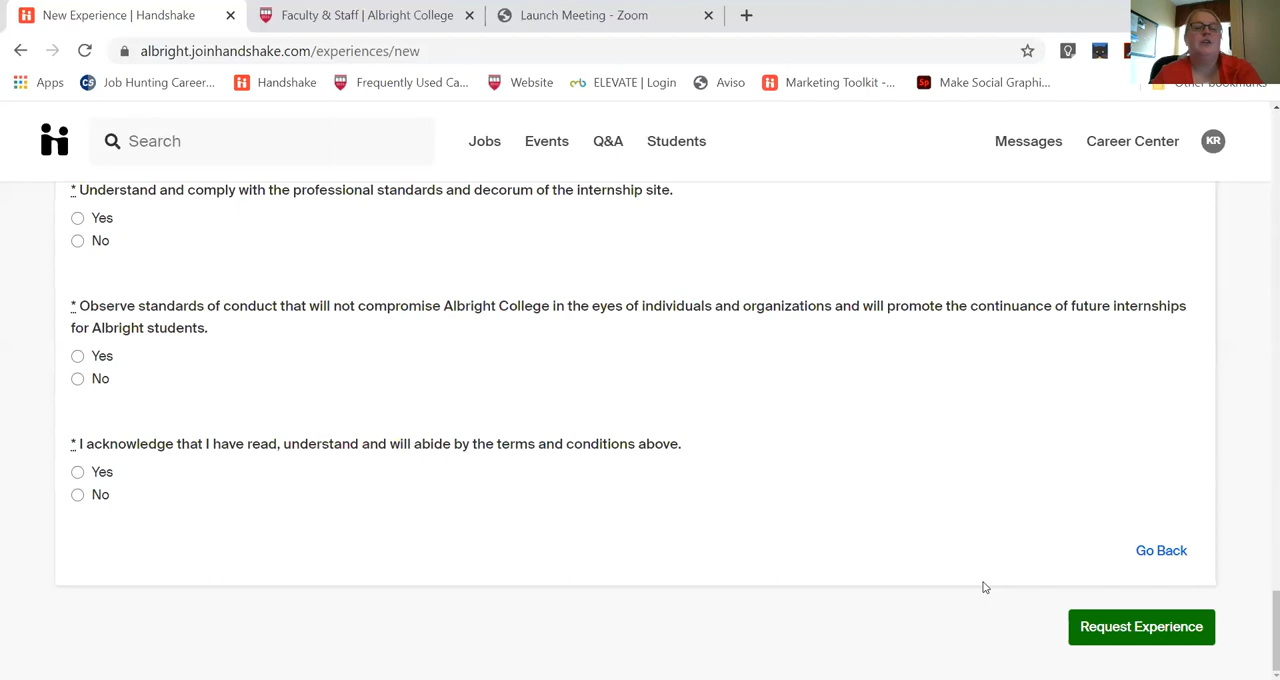 New Experience | Handshake
Faculty & Staff | Albright College
Launch Meeting - Zoom
albright.joinhandshake.com/experiences/new
Apps
Job Hunting Career...
Handshake
Frequently Used Ca...
Website
ELEVATE | Login
Aviso
Marketing Toolkit -...
Sp
Make Social Graphi...
Other bookmarks
Search
Jobs
Events
Q&A
Students
Messages
Career Center
KR
* Understand and comply with the professional standards and decorum of the internship site.
Yes
No
* Observe standards of conduct that will not compromise Albright College in the eyes of individuals and organizations and will promote the continuance of future internships
for Albright students.
Yes
No
* I acknowledge that I have read, understand and will abide by the terms and conditions above.
Yes
No
Go Back
Request Experience